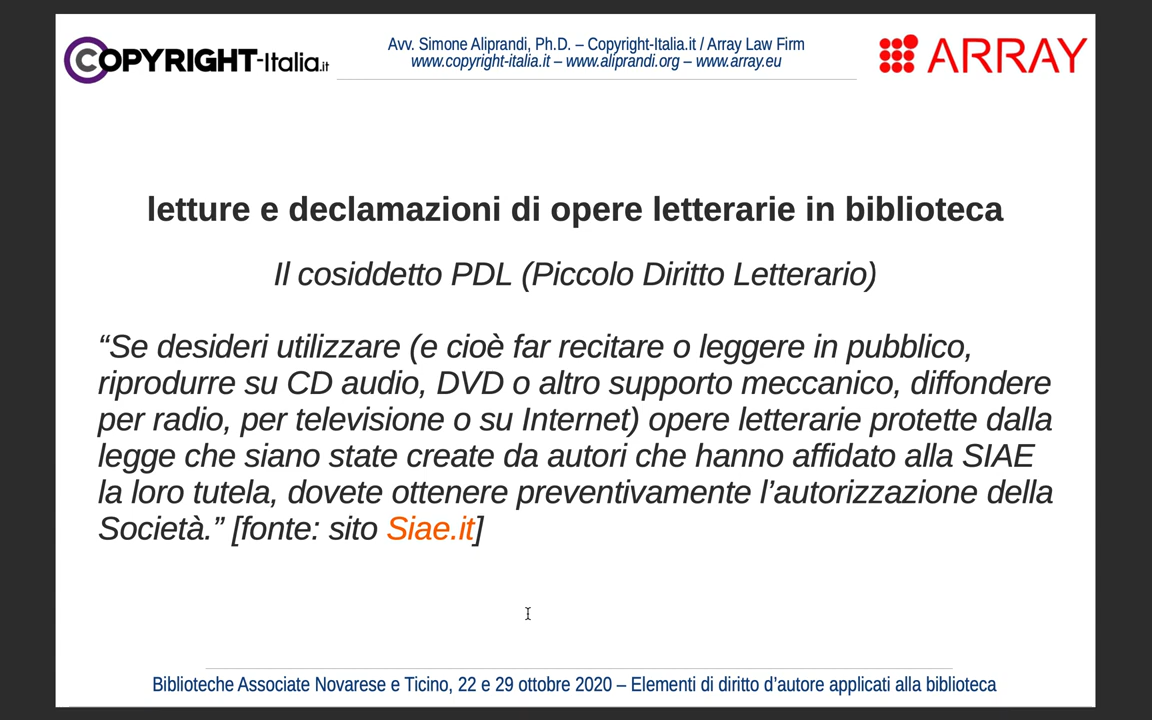 COPYRIGHT-Italia.it
Avv. Simone Aliprandi, Ph.D. – Copyright-Italia.it / Array Law Firm
www.copyright-italia.it – www.aliprandi.org – www.array.eu
ARRAY
letture e declamazioni di opere letterarie in biblioteca
Il cosiddetto PDL (Piccolo Diritto Letterario)
“Se desideri utilizzare (e cioè far recitare o leggere in pubblico,
riprodurre su CD audio, DVD o altro supporto meccanico, diffondere
per radio, per televisione o su Internet) opere letterarie protette dalla
legge che siano state create da autori che hanno affidato alla SIAE
la loro tutela, dovete ottenere preventivamente l’autorizzazione della
Società.” [fonte: sito Siae.it]
Biblioteche Associate Novarese e Ticino, 22 e 29 ottobre 2020 – Elementi di diritto d’autore applicati alla biblioteca